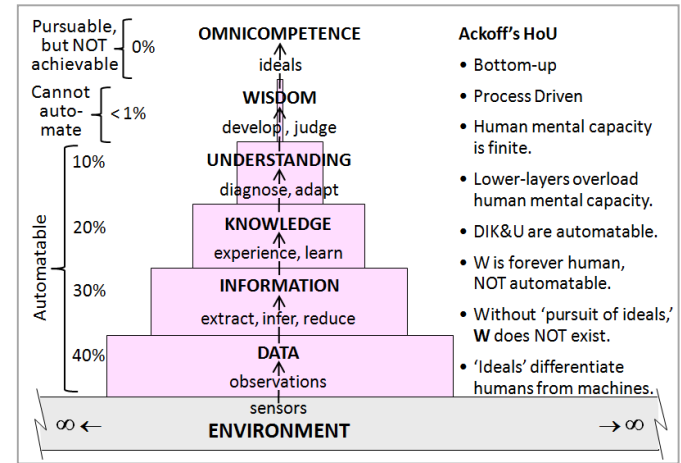 Pursuable,
but NOT
achievable
0%
OMNICOMPETENCE
ideals
Cannot
auto-
mate
< 1%
WISDOM
develop , judge
Automatable
10%
UNDERSTANDING
diagnose, adapt
20%
KNOWLEDGE
experience, learn
30%
INFORMATION
extract, infer, reduce
40%
DATA
observations
sensors
∞ ←
ENVIRONMENT
→ ∞
Ackoff’s HoU
• Bottom-up
• Process Driven
• Human mental capacity
is finite.
• Lower-layers overload
human mental capacity.
• DIK&U are automatable.
• W is forever human,
NOT automatable.
• Without ‘pursuit of ideals,’
W does NOT exist.
• ‘Ideals’ differentiate
humans from machines.